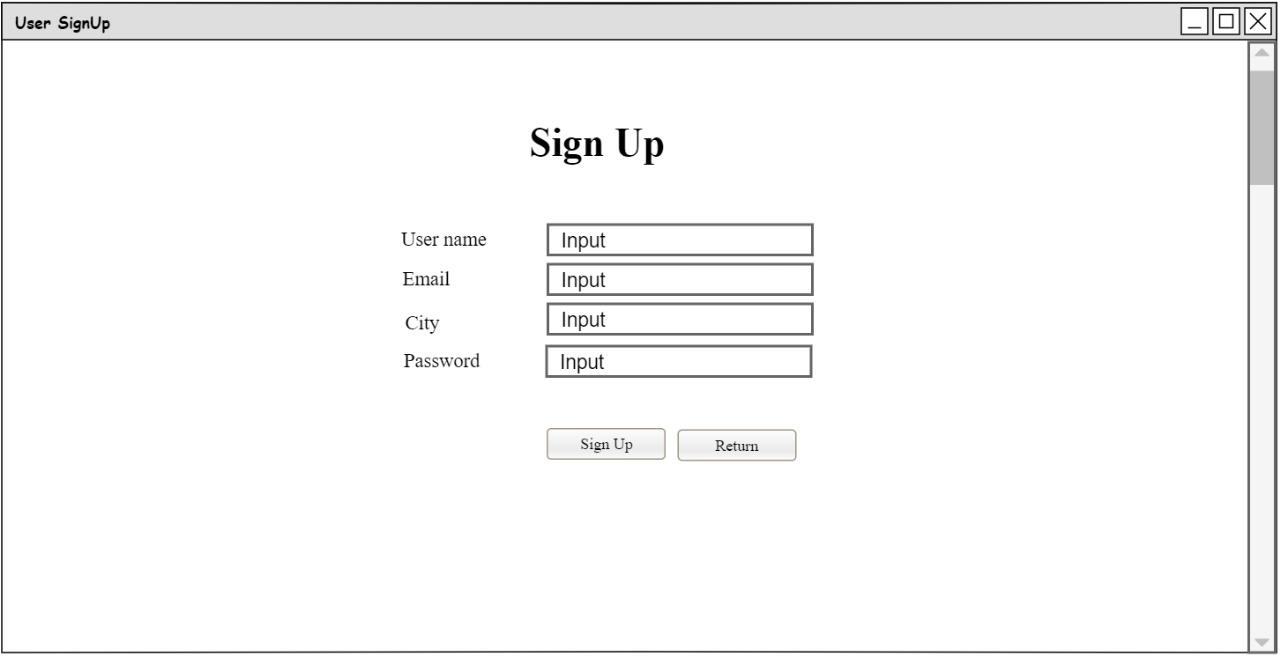 User SignUp
Sign Up
User name Input
Email Input
City Input
Password Input
Sign Up Return